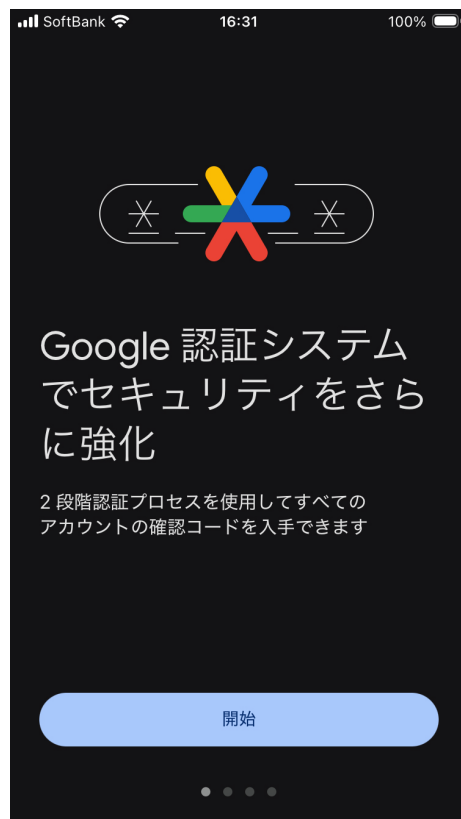 SoftBank 16:31 100%
Google 認証システム
でセキュリティをさら
に強化
2 段階認証プロセスを使用してすべての
アカウントの確認コードを入手できます
開始